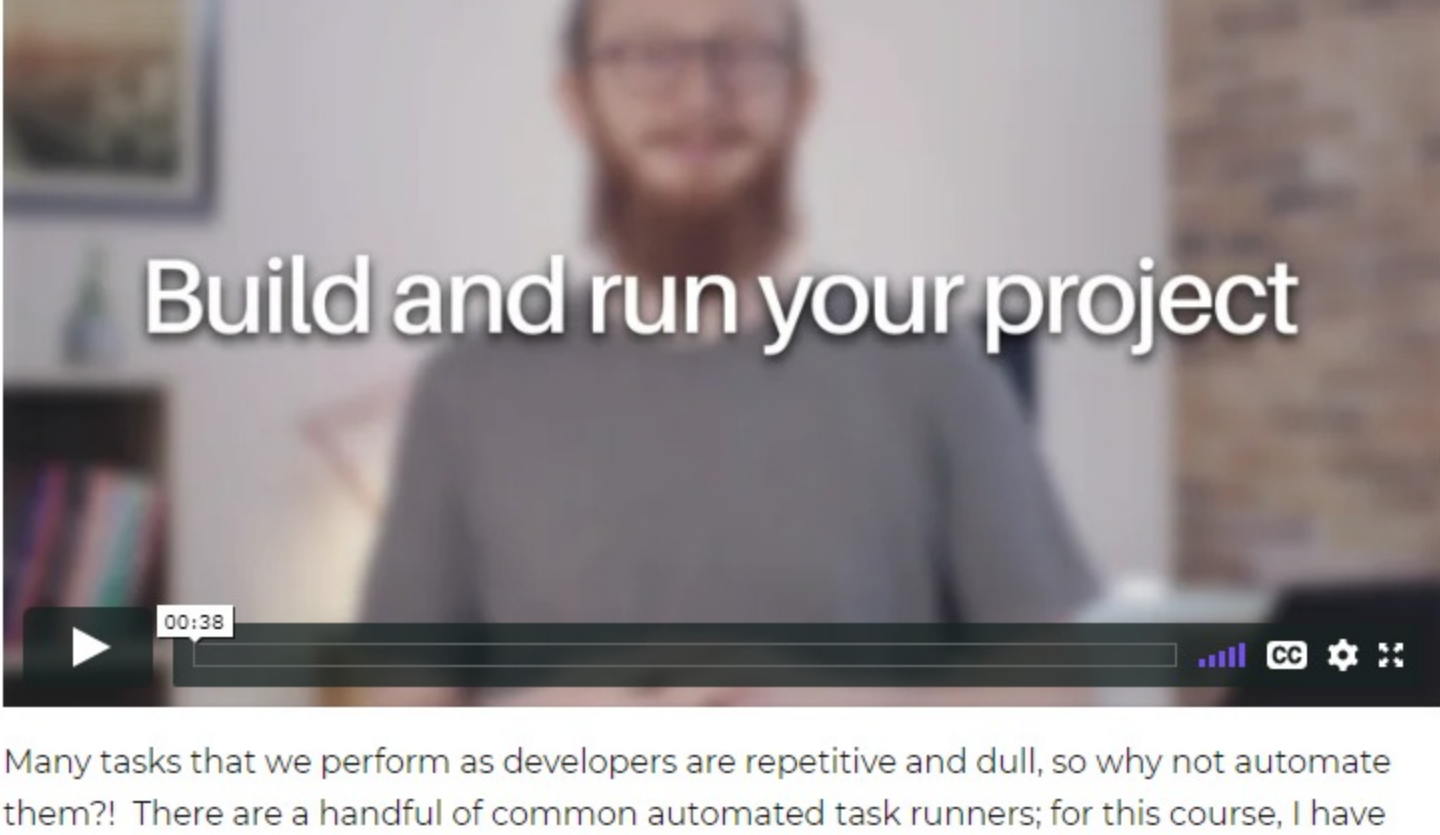 Build and run your project
00:38
CC
Many tasks that we perform as developers are repetitive and dull, so why not automate
them?!  There are a handful of common automated task runners; for this course, I have